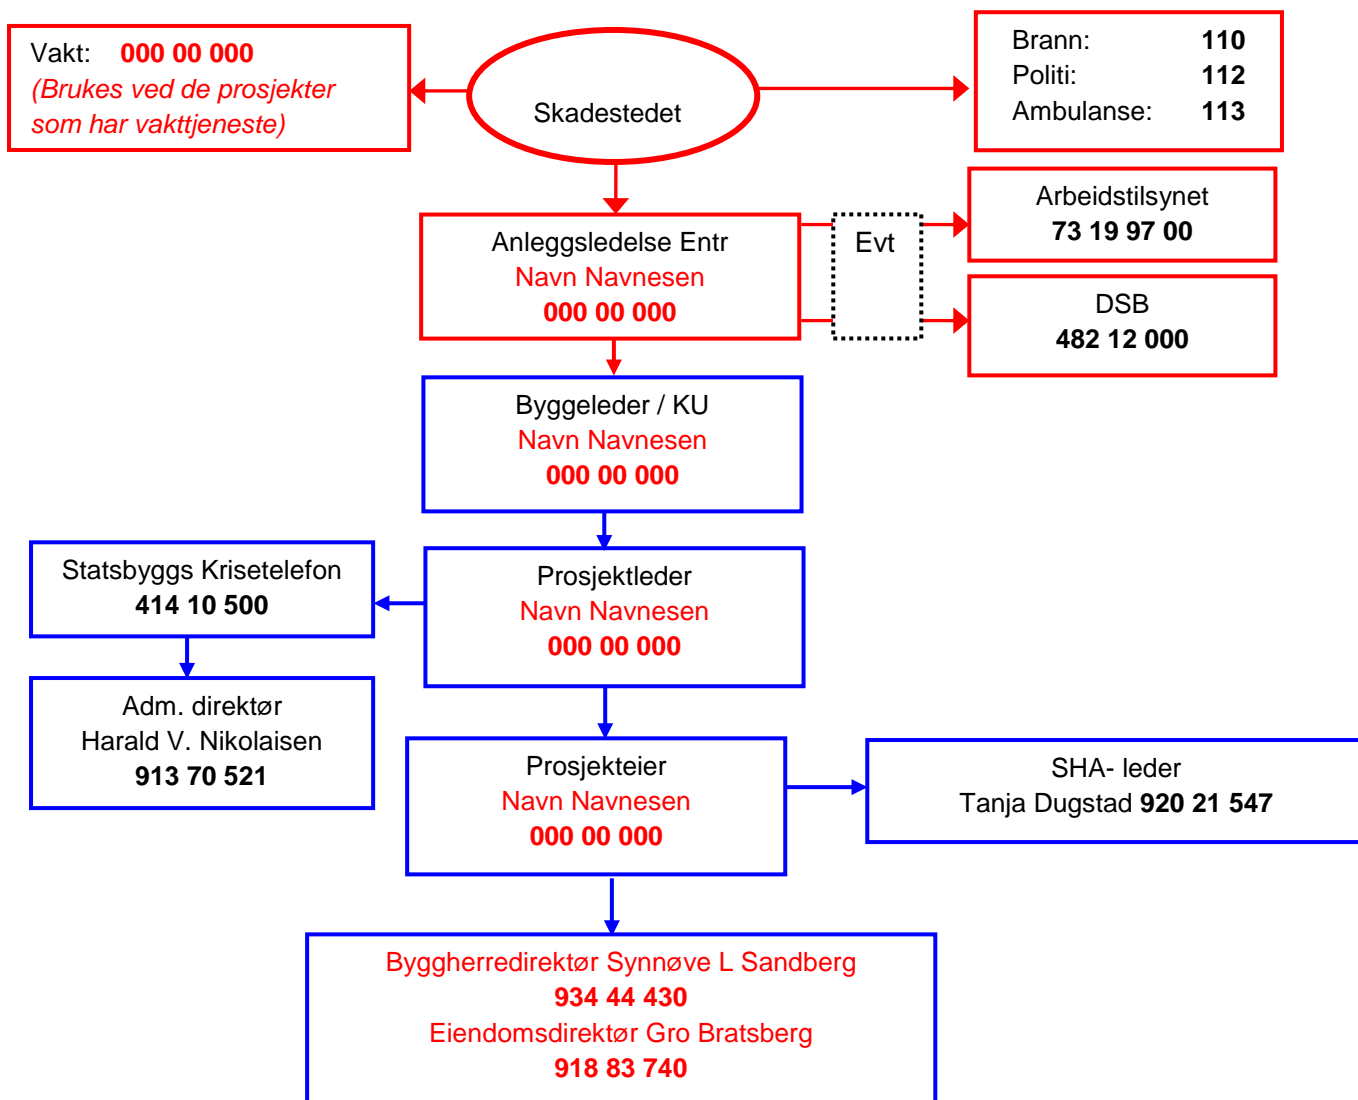 Vakt: 000 00 000
(Brukes ved de prosjekter
som har vakttjeneste)
Skadestedet
Brann: 110
Politi: 112
Ambulanse: 113
Anleggsledelse Entr
Navn Navnesen
000 00 000
Evt
Arbeidstilsynet
73 19 97 00
DSB
482 12 000
Byggeleder / KU
Navn Navnesen
000 00 000
Statsbyggs Krisetelefon
414 10 500
Prosjektleder
Navn Navnesen
000 00 000
Adm. direktør
Harald V. Nikolaisen
913 70 521
Prosjekteier
Navn Navnesen
000 00 000
SHA- leder
Tanja Dugstad 920 21 547
Byggherredirektør Synnøve L Sandberg
934 44 430
Eiendomsdirektør Gro Bratsberg
918 83 740